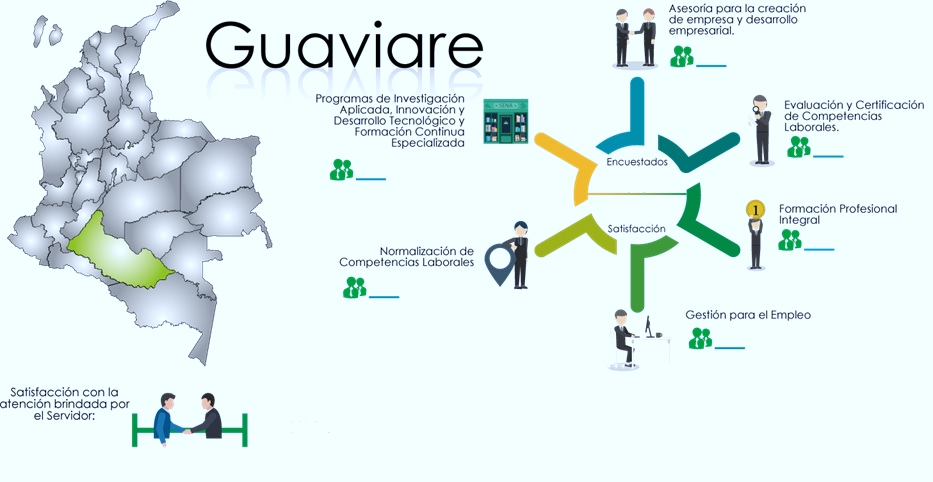 Guaviare
Asesoría para la creación
de empresa y desarrollo
empresarial.
Programas de Investigación
Aplicada, Innovación y
Desarrollo Tecnológico y
Formación Continua
Especializada
Evaluación y Certificación
de Competencias
Laborales.
Encuestados
Satisfacción
1
Formación Profesional
Integral
Normalización de
Competencias Laborales
Gestión para el Empleo
Satisfacción con la
atención brindada por
el Servidor: